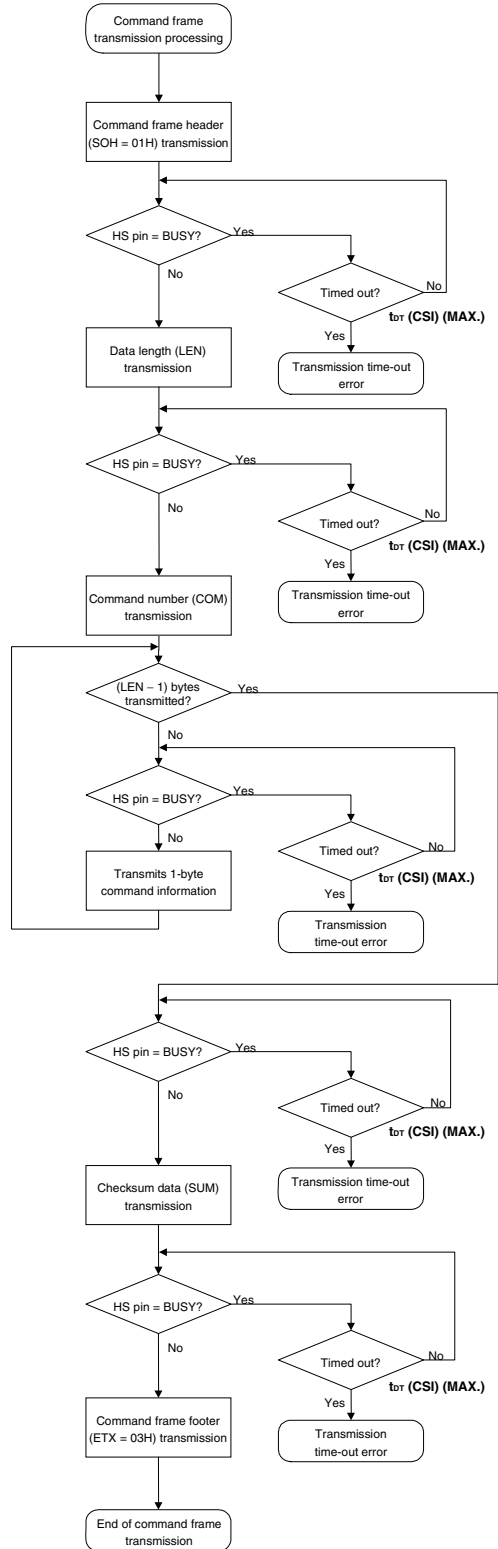 Command frame
transmission processing
Command frame header
(SOH = 01H) transmission
HS pin = BUSY?
Yes
No
Timed out?
No
tDT (CSI) (MAX.)
Yes
Transmission time-out
error
Data length (LEN)
transmission
HS pin = BUSY?
Yes
No
Timed out?
No
tDT (CSI) (MAX.)
Yes
Transmission time-out
error
Command number (COM)
transmission
(LEN – 1) bytes
transmitted?
Yes
No
HS pin = BUSY?
Yes
No
Timed out?
No
tDT (CSI) (MAX.)
Yes
Transmits 1-byte
command information
Transmission
time-out error
HS pin = BUSY?
Yes
No
Timed out?
No
tDT (CSI) (MAX.)
Yes
Transmission time-out
error
Checksum data (SUM)
transmission
HS pin = BUSY?
Yes
No
Timed out?
No
tDT (CSI) (MAX.)
Yes
Transmission
time-out error
Command frame footer
(ETX = 03H) transmission
End of command frame
transmission